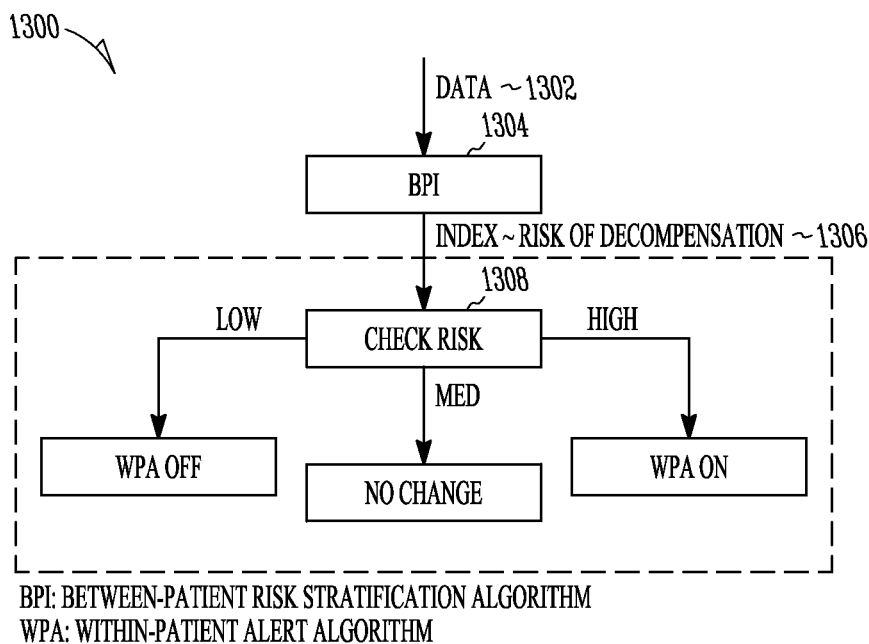 1300
DATA ~1302
1304
BPI
INDEX ~ RISK OF DECOMPENSATION ~1306
1308
LOW
CHECK RISK
HIGH
MED
WPA OFF
NO CHANGE
WPA ON
BPI: BETWEEN-PATIENT RISK STRATIFICATION ALGORITHM
WPA: WITHIN-PATIENT ALERT ALGORITHM